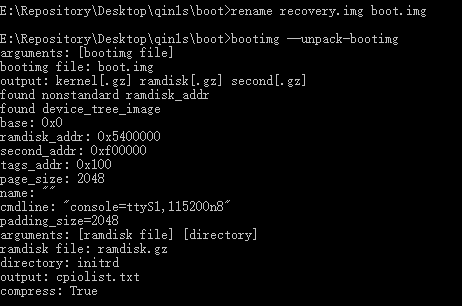 E:\Repository\Desktop\qinls\boot>rename recovery.img boot.img
E:\Repository\Desktop\qinls\boot>bootimg --unpack-bootimg
arguments: [bootimg file]
bootimg file: boot.img
output: kernel[.gz] ramdisk[.gz] second[.gz]
found nonstandard ramdisk_addr
found device_tree_image
base: 0x0
ramdisk_addr: 0x5400000
second_addr: 0xf00000
tags_addr: 0x100
page_size: 2048
name: ""
cmdline: "console=ttyS1,115200n8"
padding_size=2048
arguments: [ramdisk file] [directory]
ramdisk file: ramdisk.gz
directory: initrd
output: cpiolist.txt
compress: True